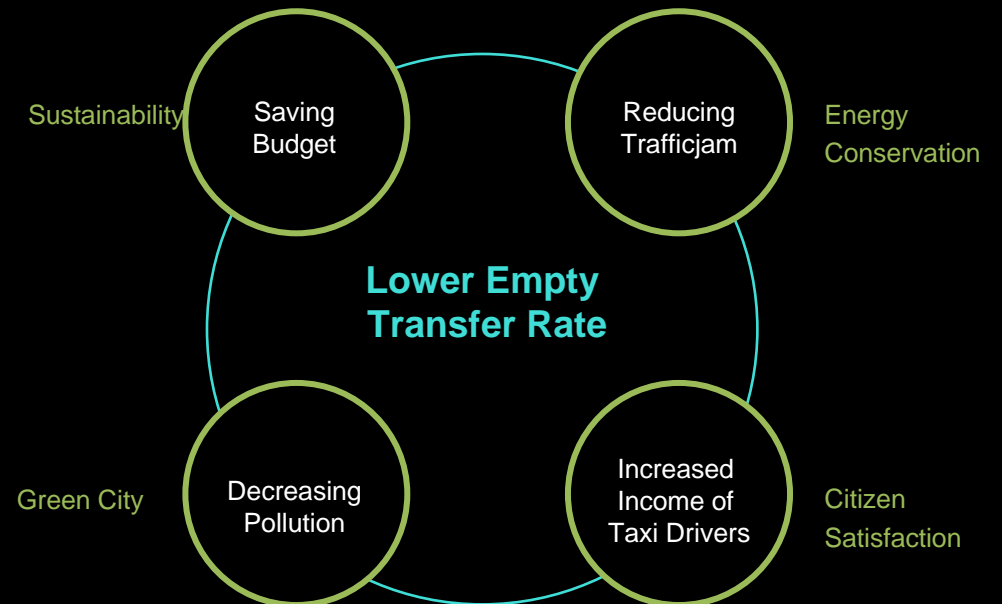 Sustainability
Saving
Budget
Reducing
Trafficjam
Energy
Conservation
Lower Empty
Transfer Rate
Green City
Decreasing
Pollution
Increased
Income of
Taxi Drivers
Citizen
Satisfaction